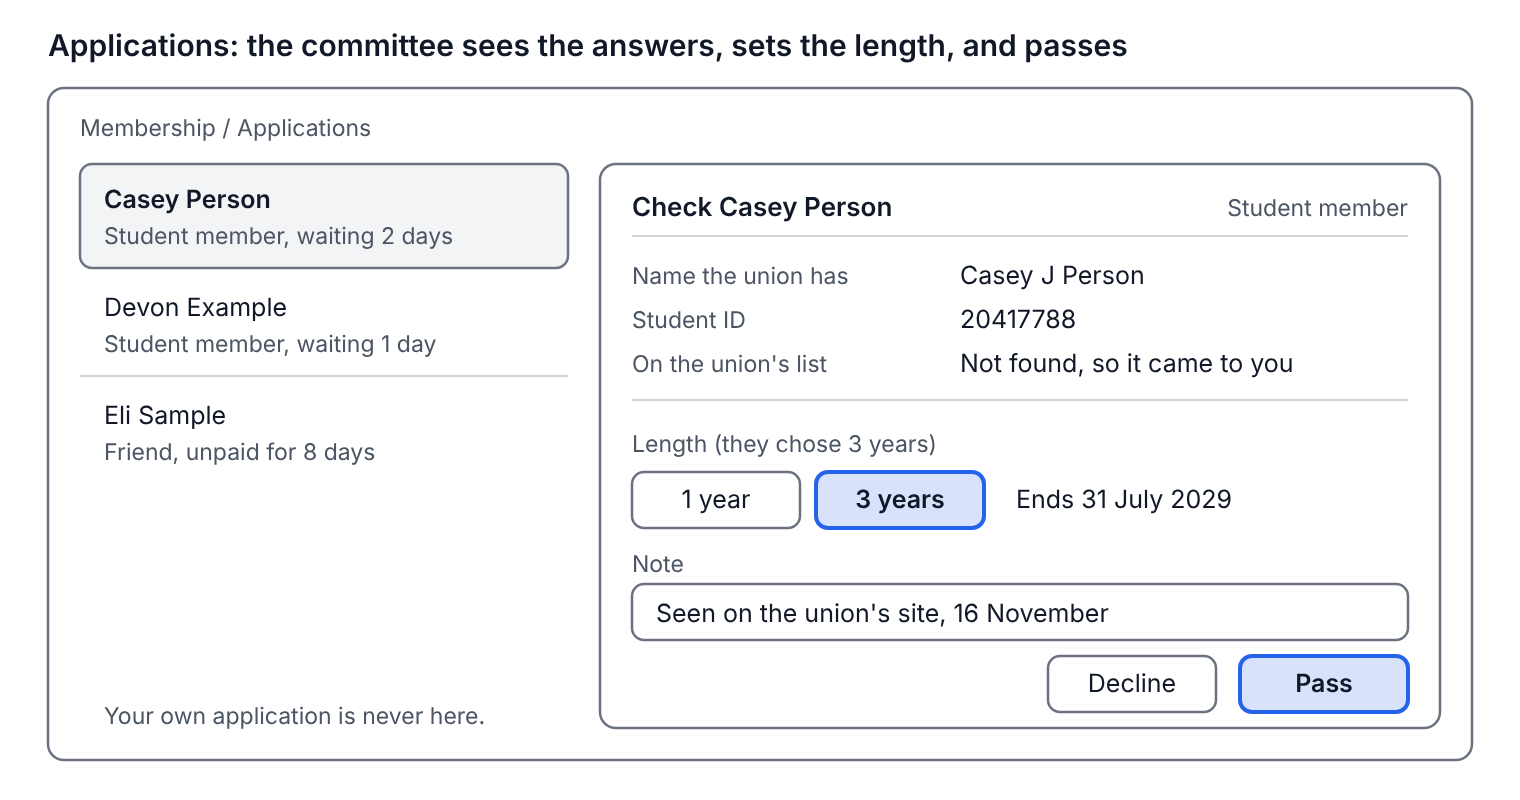 Applications: the committee sees the answers, sets the length, and passes
Membership / Applications
Casey Person
Student member, waiting 2 days
Devon Example
Student member, waiting 1 day
Eli Sample
Friend, unpaid for 8 days
Your own application is never here.
Check Casey Person
Student member
Name the union has
Casey J Person
Student ID
20417788
On the union's list
Not found, so it came to you
Length (they chose 3 years)
1 year
3 years
Ends 31 July 2029
Note
Seen on the union's site, 16 November
Decline
Pass